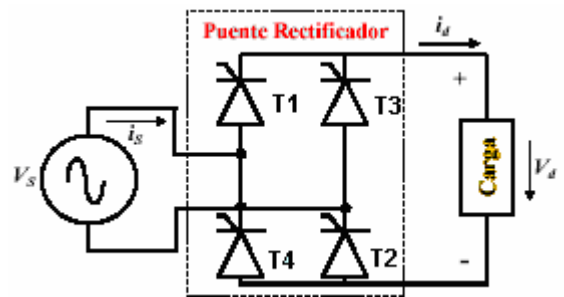 Puente Rectificador
i_d
T1
T3
+
i_S
V_S
Carga
V_d
T4
T2
-